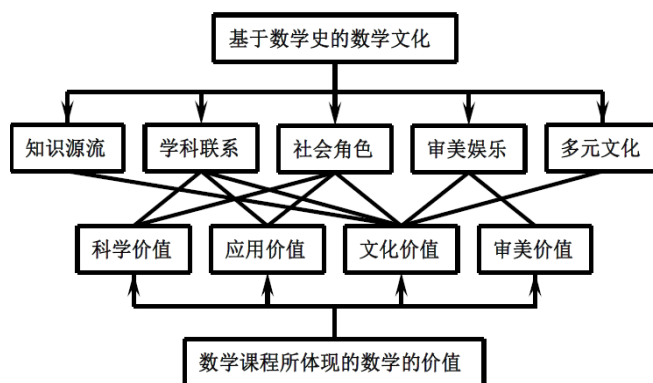 基于数学史的数学文化
知识源流
学科联系
社会角色
审美娱乐
多元文化
科学价值
应用价值
文化价值
审美价值
数学课程所体现的数学的价值